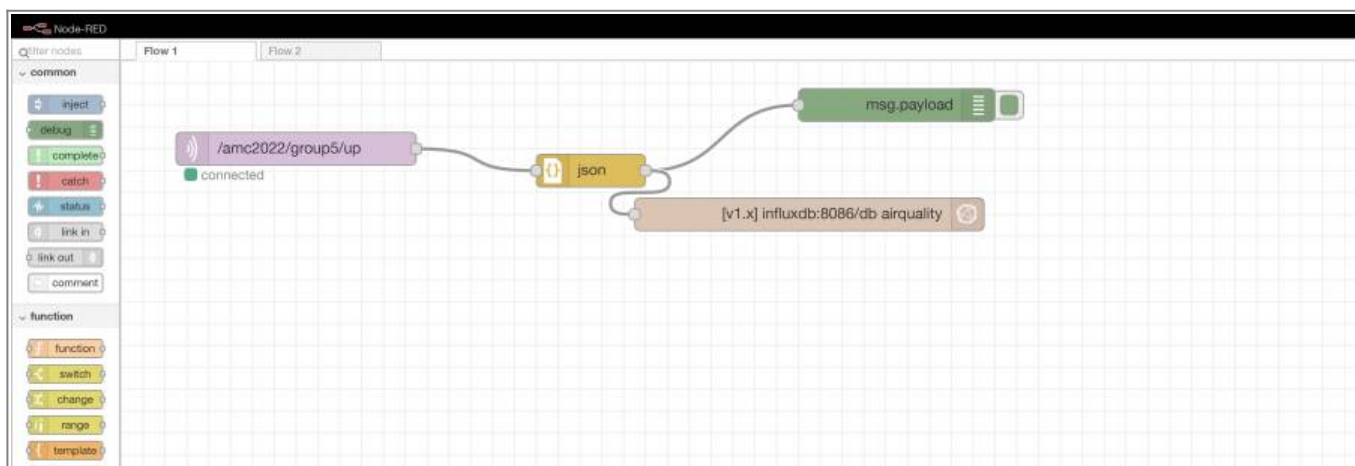 Node-RED
filter nodes
Flow 1
Flow 2
common
inject
debug
complete
catch
status
link in
link out
comment
function
function
switch
change
range
template
/amc2022/group5/up
connected
json
msg.payload
[v1.x] influxdb:8086/db airquality